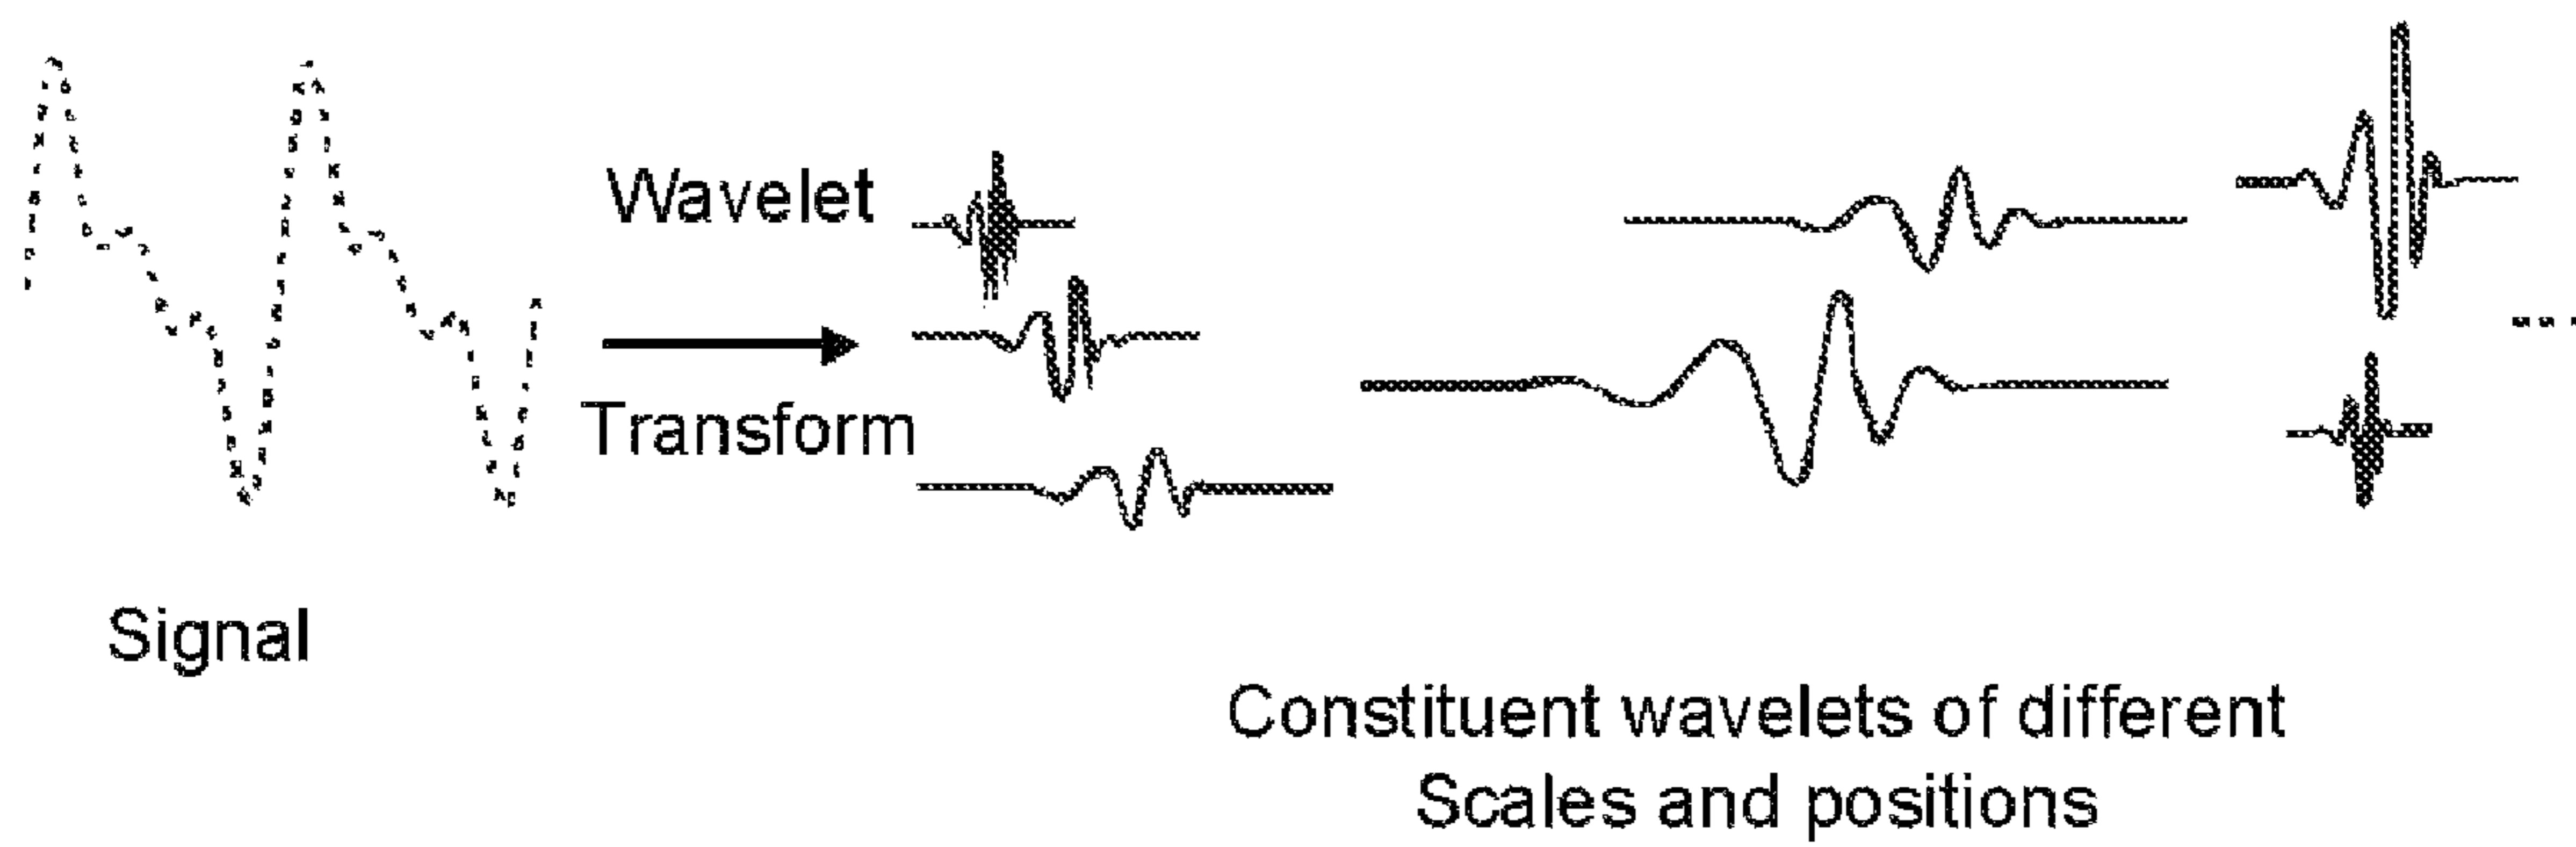 Wavelet
Transform
Signal
Constituent wavelets of different
Scales and positions